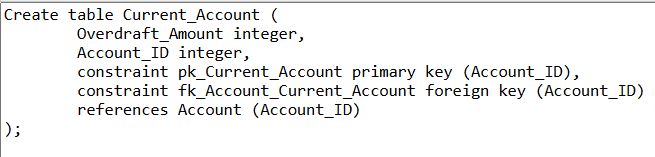 Create table Current_Account (
Overdraft_Amount integer,
Account_ID integer,
constraint pk_Current_Account primary key (Account_ID),
constraint fk_Account_Current_Account foreign key (Account_ID)
references Account (Account_ID)
);